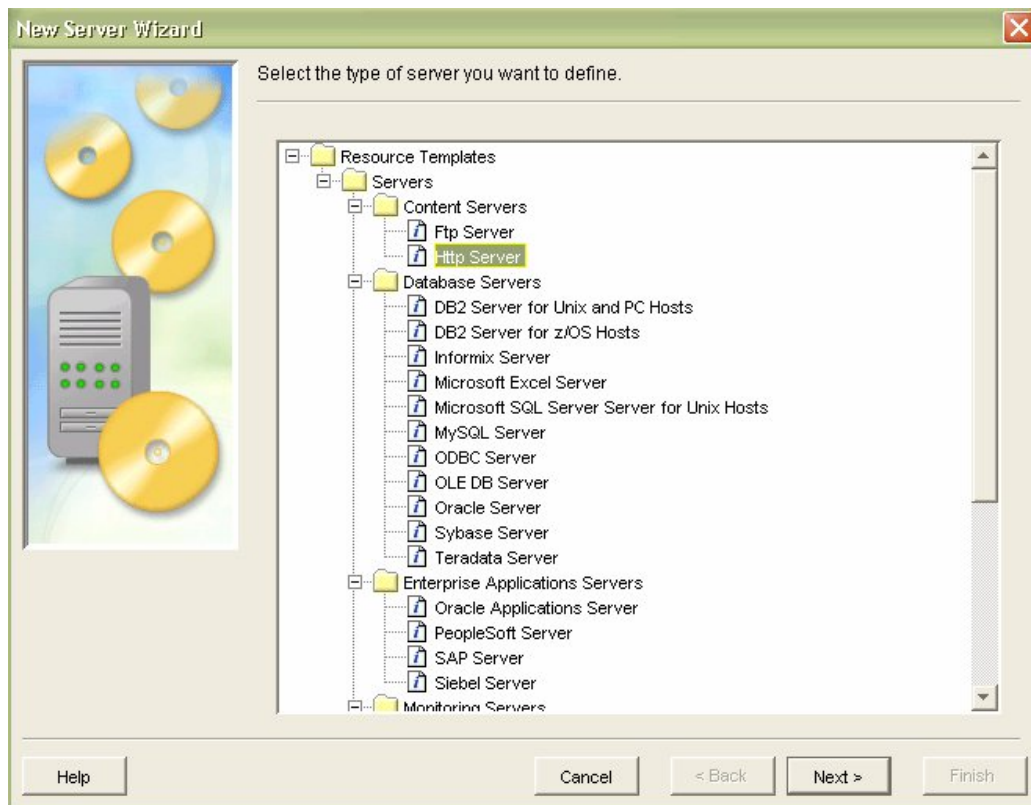 New Server Wizard
Select the type of server you want to define.
Resource Templates
Servers
Content Servers
Ftp Server
Http Server
Database Servers
DB2 Server for Unix and PC Hosts
DB2 Server for z/OS Hosts
Informix Server
Microsoft Excel Server
Microsoft SQL Server Server for Unix Hosts
MySQL Server
ODBC Server
OLE DB Server
Oracle Server
Sybase Server
Teradata Server
Enterprise Applications Servers
Oracle Applications Server
PeopleSoft Server
SAP Server
Siebel Server
Monitoring Servers
Help
Cancel
< Back
Next >
Finish